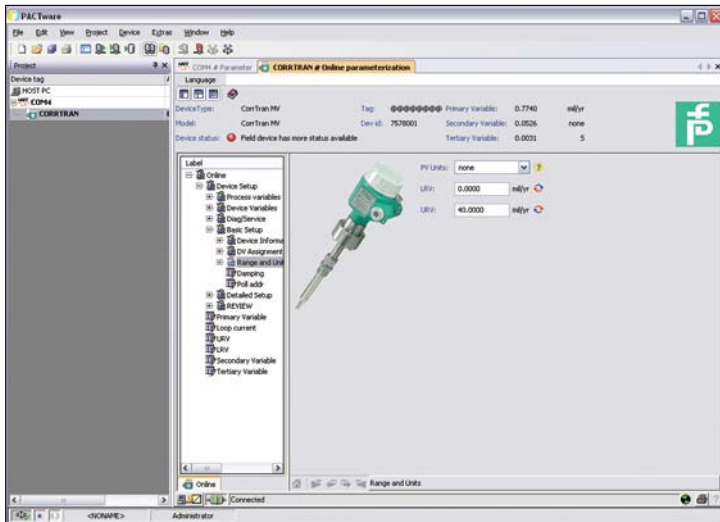 PACTware
File Edit View Project Device Extras Window Help
Project
Device tag
HOST PC
COM4
CORRTRAN
COM4 # Parameter CORRTRAN # Online parameterization
Language
DeviceType: CorrTran MV Tag: @@@@@@@@ Primary Variable: 0.7740 mil/yr
Model: CorrTran MV Dev id: 7578001 Secondary Variable: 0.0526 none
Device status: Field device has more status available Tertiary Variable: 0.0031 S
Label
Online
Device Setup
Process variables
Device Variables
Diag/Service
Basic Setup
Device Informa
DV Assignment
Range and Unit
Damping
Poll addr
Detailed Setup
REVIEW
Primary Variable
Loop current
URV
LRV
Secondary Variable
Tertiary Variable
PV Units: none
LRV: 0.0000 mil/yr
URV: 40.0000 mil/yr
Online
Range and Units
Connected
<NONAME> Administrator